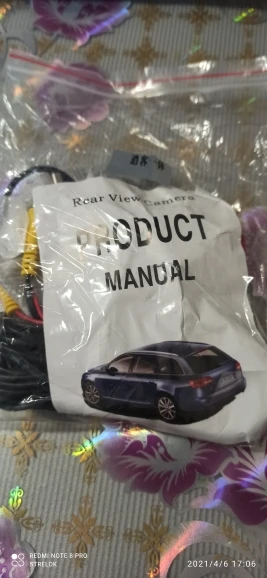 Rear View Camera
PRODUCT
MANUAL
REDMI NOTE 8 PRO
STRELOK
2021/4/6 17:06